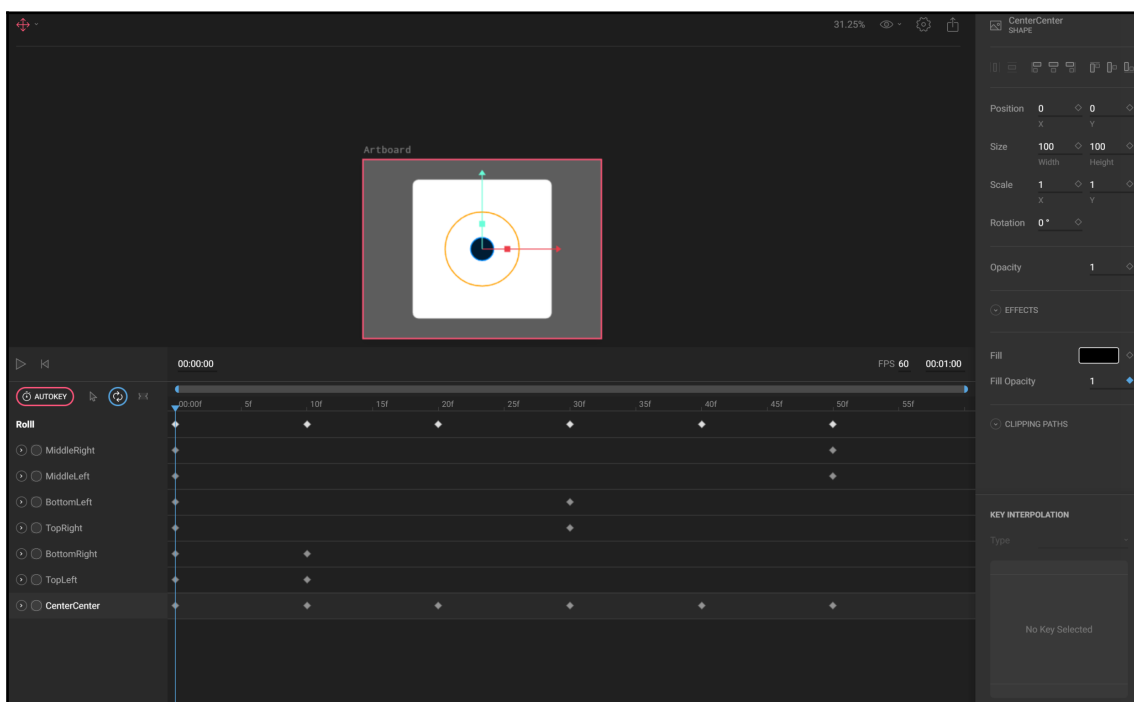 31.25%
CenterCenter
SHAPE
Position 0 0
X Y
Size 100 100
Width Height
Scale 1 1
X Y
Rotation 0°
Opacity 1
EFFECTS
Fill
Fill Opacity 1
CLIPPING PATHS
KEY INTERPOLATION
Type
No Key Selected
Artboard
00:00:00 FPS 60 00:01:00
AUTOKEY
00:00f 5f 10f 15f 20f 25f 30f 35f 40f 45f 50f 55f
Rolll
MiddleRight
MiddleLeft
BottomLeft
TopRight
BottomRight
TopLeft
CenterCenter